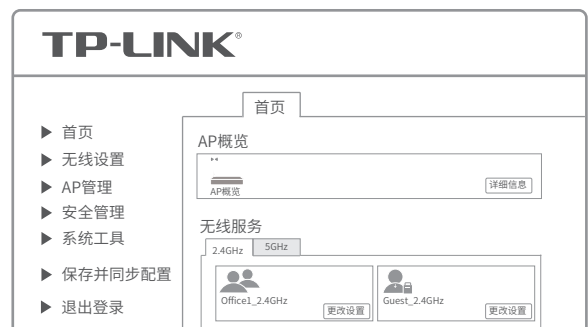 TP-LINK®
首页
首页
无线设置
AP管理
安全管理
系统工具
保存并同步配置
退出登录
AP概览
AP概览
详细信息
无线服务
2.4GHz 5GHz
Office1_2.4GHz
更改设置
Guest_2.4GHz
更改设置